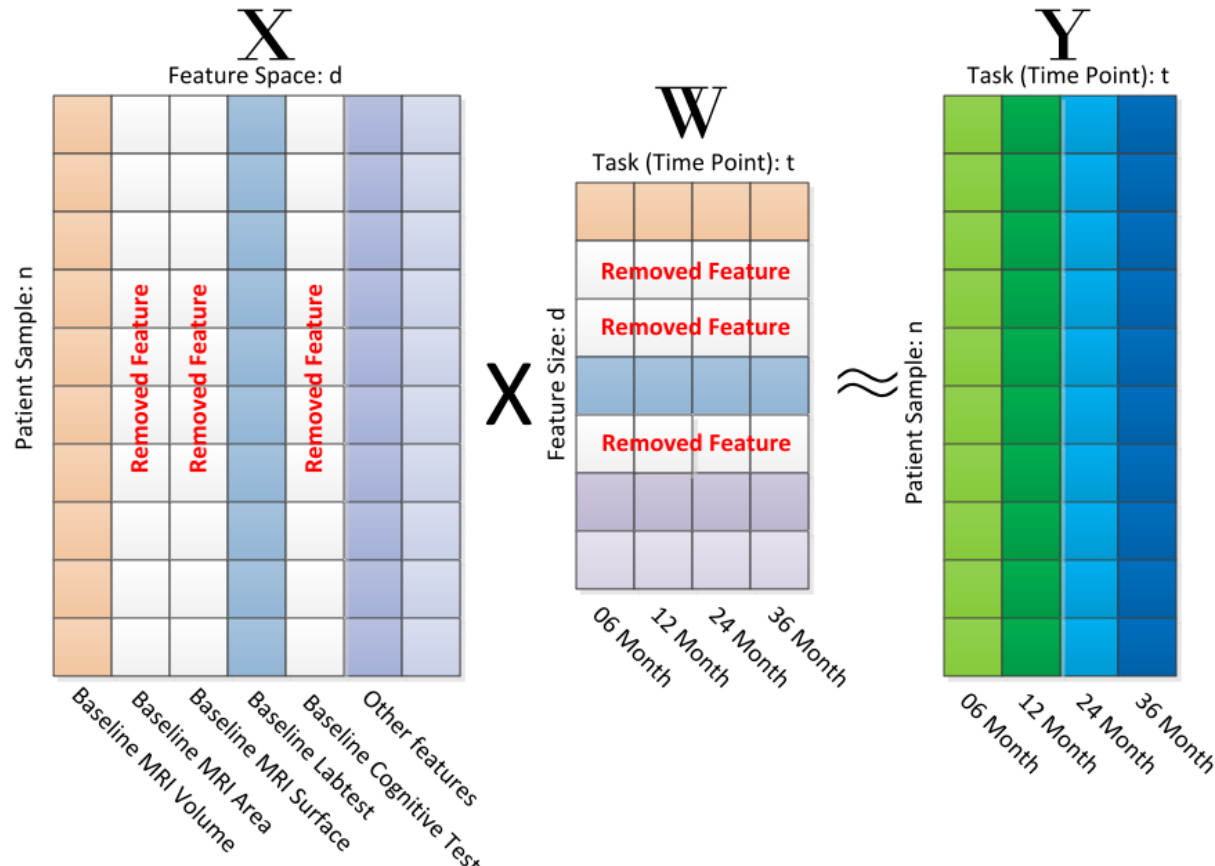 X
Feature Space: d
Patient Sample: n
Removed Feature
Removed Feature
Removed Feature
Baseline MRI Volume
Baseline MRI Area
Baseline MRI Surface
Baseline Labtest
Baseline Cognitive Test
Other features
X
W
Task (Time Point): t
Feature Size: d
Removed Feature
Removed Feature
Removed Feature
06 Month
12 Month
24 Month
36 Month
≈
Y
Task (Time Point): t
Patient Sample: n
06 Month
12 Month
24 Month
36 Month